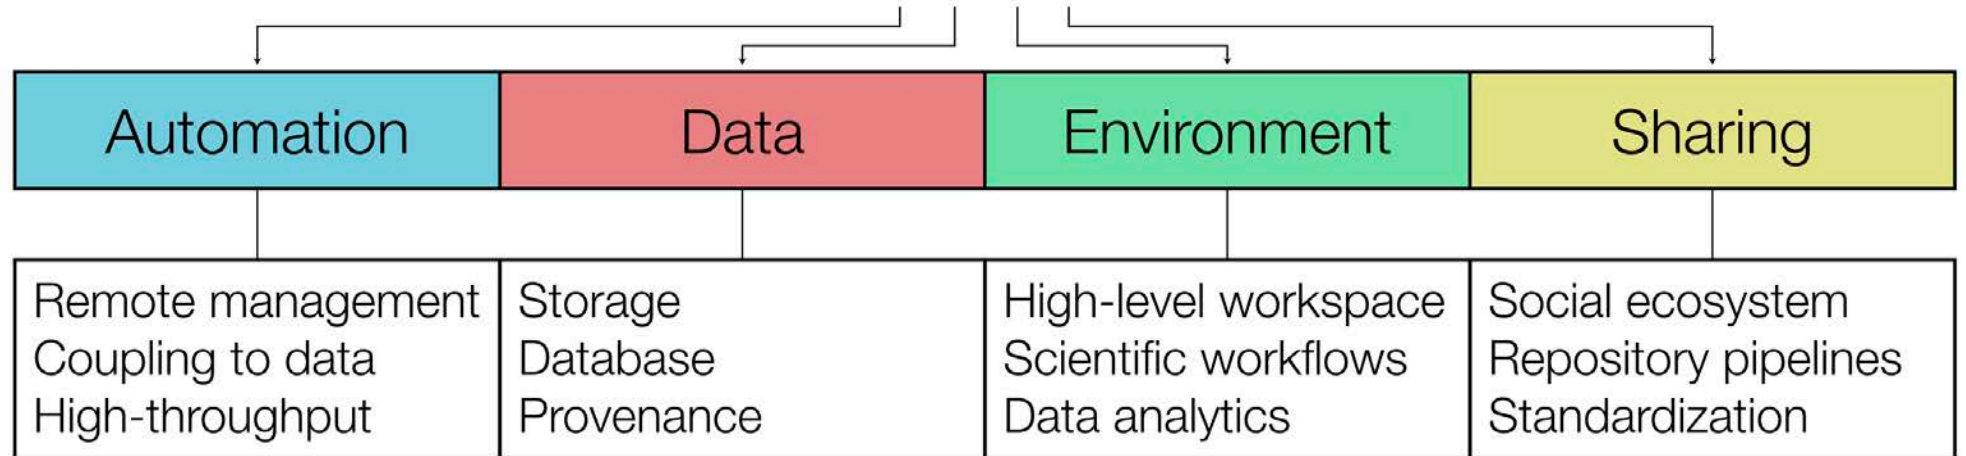 Automation
Data
Environment
Sharing
Remote management
Coupling to data
High-throughput
Storage
Database
Provenance
High-level workspace
Scientific workflows
Data analytics
Social ecosystem
Repository pipelines
Standardization